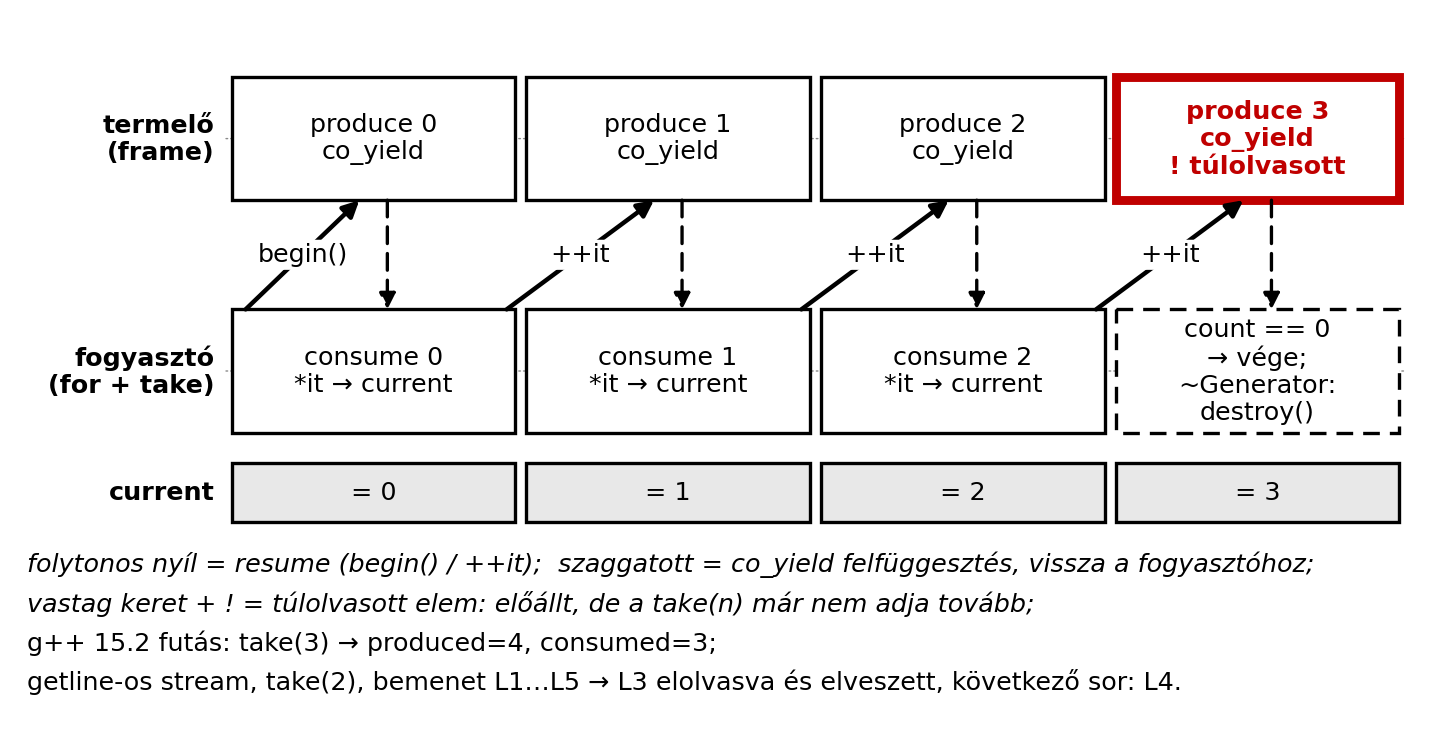 termelő
(frame)
produce 0
co_yield
produce 1
co_yield
produce 2
co_yield
produce 3
co_yield
! túlolvasott
begin()
++it
++it
++it
fogyasztó
(for + take)
consume 0
*it → current
consume 1
*it → current
consume 2
*it → current
count == 0
→ vége;
~Generator:
destroy()
current
= 0
= 1
= 2
= 3
folytonos nyíl = resume (begin() / ++it);  szaggatott = co_yield felfüggesztés, vissza a fogyasztóhoz;
vastag keret + ! = túlolvasott elem: előállt, de a take(n) már nem adja tovább;
g++ 15.2 futás: take(3) → produced=4, consumed=3;
getline-os stream, take(2), bemenet L1…L5 → L3 elolvasva és elveszett, következő sor: L4.